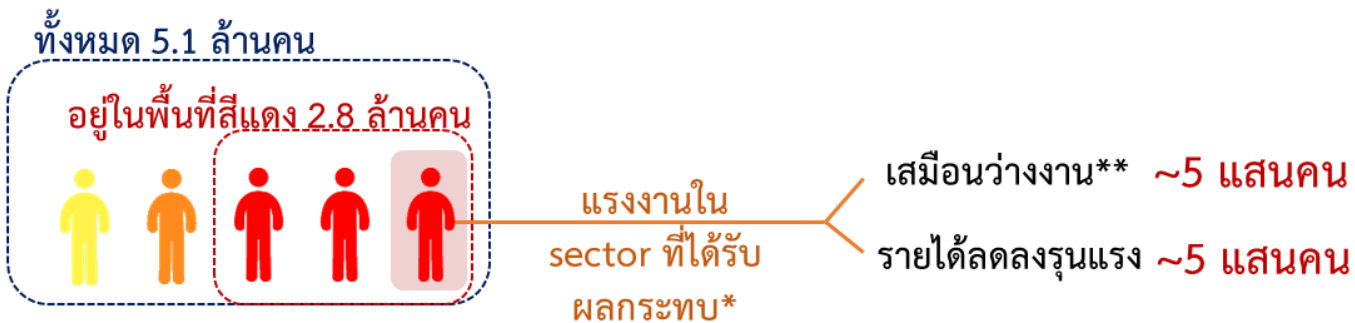 ทั้งหมด 5.1 ล้านคน
อยู่ในพื้นที่สีแดง 2.8 ล้านคน
แรงงานใน
sector ที่ได้รับ
ผลกระทบ*
เสมือนว่างงาน** ~5 แสนคน
รายได้ลดลงรุนแรง ~5 แสนคน